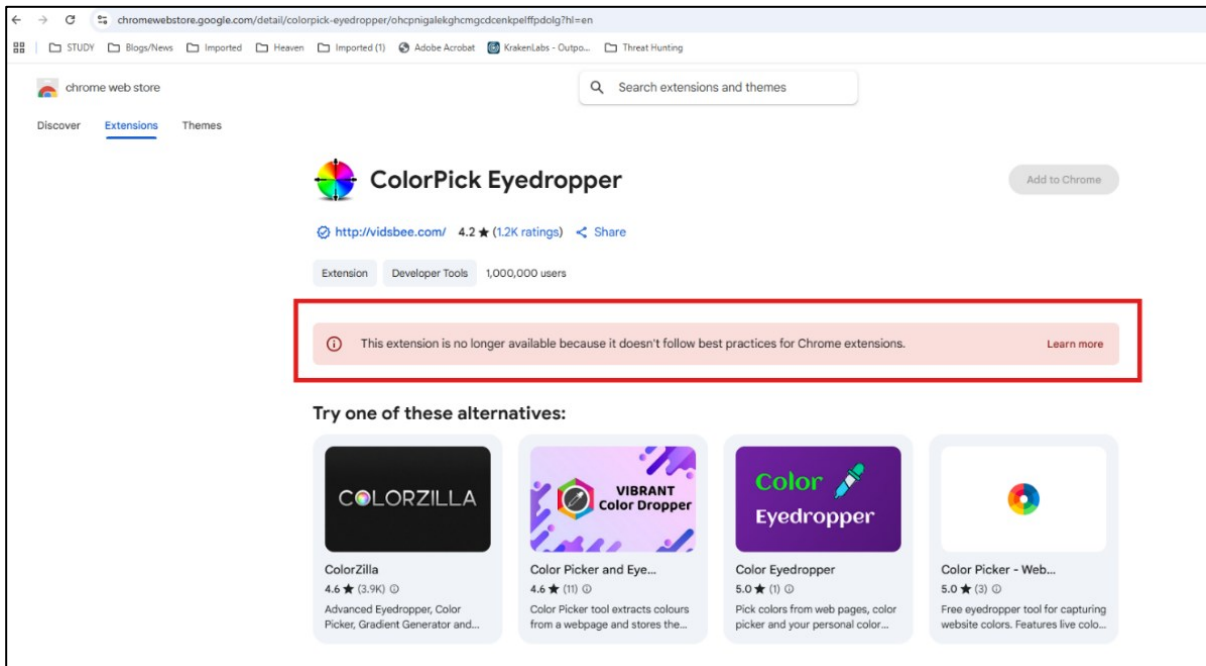 chromewebstore.google.com/detail/colorpick-eyedropper/ohcpnigalekghcmgcdcenkpelffpdolg?hl=en
STUDY Blogs/News Imported Heaven Imported (1) Adobe Acrobat KrakenLabs - Outpo... Threat Hunting
chrome web store
Search extensions and themes
Discover Extensions Themes
ColorPick Eyedropper
Add to Chrome
http://vidsbee.com/ 4.2 ★ (1.2K ratings) Share
Extension Developer Tools 1,000,000 users
This extension is no longer available because it doesn't follow best practices for Chrome extensions. Learn more
Try one of these alternatives:
COLORZILLA
VIBRANT
Color Dropper
Color
Eyedropper
ColorZilla
4.6 ★ (3.9K)
Advanced Eyedropper, Color
Picker, Gradient Generator and...
Color Picker and Eye...
4.6 ★ (11)
Color Picker tool extracts colours
from a webpage and stores the...
Color Eyedropper
5.0 ★ (1)
Pick colors from web pages, color
picker and your personal color...
Color Picker - Web...
5.0 ★ (3)
Free eyedropper tool for capturing
website colors. Features live colo...